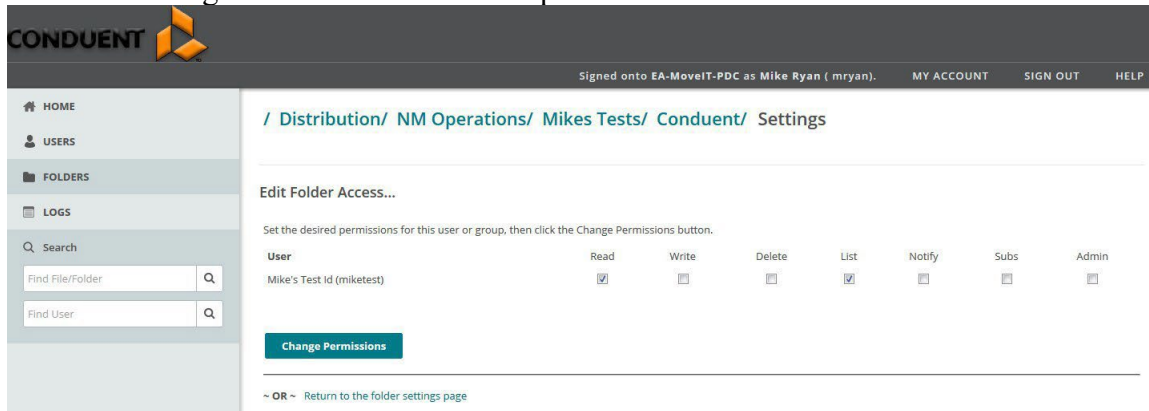 CONDUENT
Signed onto EA-MoveIT-PDC as Mike Ryan ( mryan). MY ACCOUNT SIGN OUT HELP
HOME
USERS
FOLDERS
LOGS
Search
Find File/Folder
Find User
/ Distribution/ NM Operations/ Mikes Tests/ Conduent/ Settings
Edit Folder Access...
Set the desired permissions for this user or group, then click the Change Permissions button.
User Read Write Delete List Notify Subs Admin
Mike's Test Id (miketest)
Change Permissions
~ OR ~ Return to the folder settings page